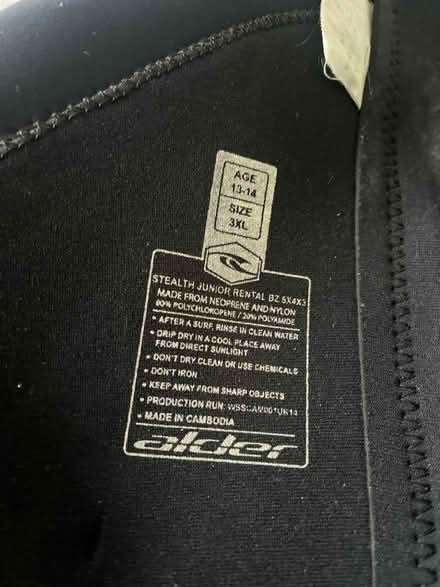 AGE
13-14
SIZE
3XL
STEALTH JUNIOR RENTAL BZ 5X4X3
MADE FROM NEOPRENE AND NYLON
80% POLYCHLOROPENE / 20% POLYAMIDE
• AFTER A SURF, RINSE IN CLEAN WATER
• DRIP DRY IN A COOL PLACE AWAY
FROM DIRECT SUNLIGHT
• DON'T DRY CLEAN OR USE CHEMICALS
• DON'T IRON
• KEEP AWAY FROM SHARP OBJECTS
• PRODUCTION RUN:
• MADE IN CAMBODIA
alder